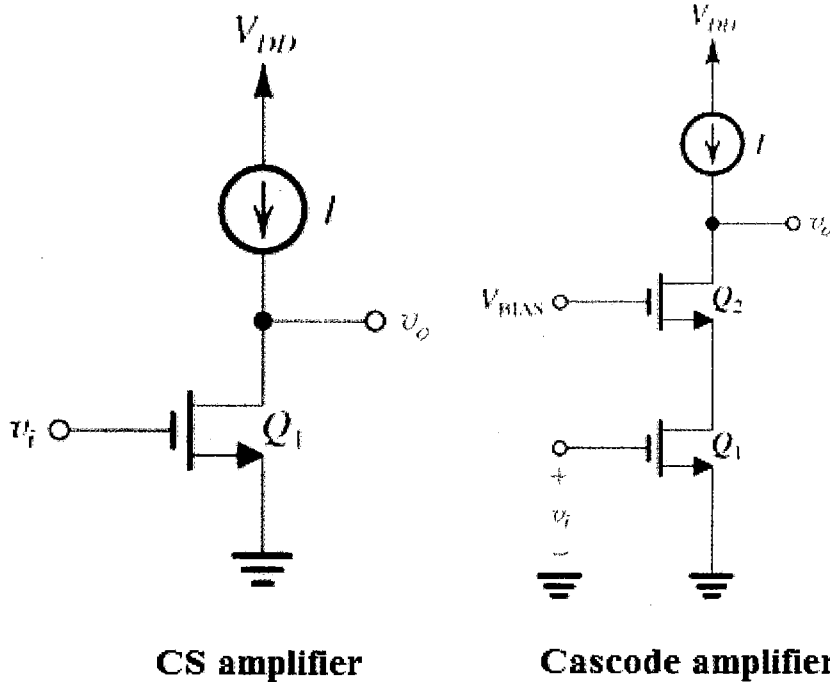 V_DD
I
v_o
v_i
Q_1
CS amplifier
V_DD
I
v_o
V_BIAS
Q_2
Q_1
+
v_i
−
Cascode amplifier